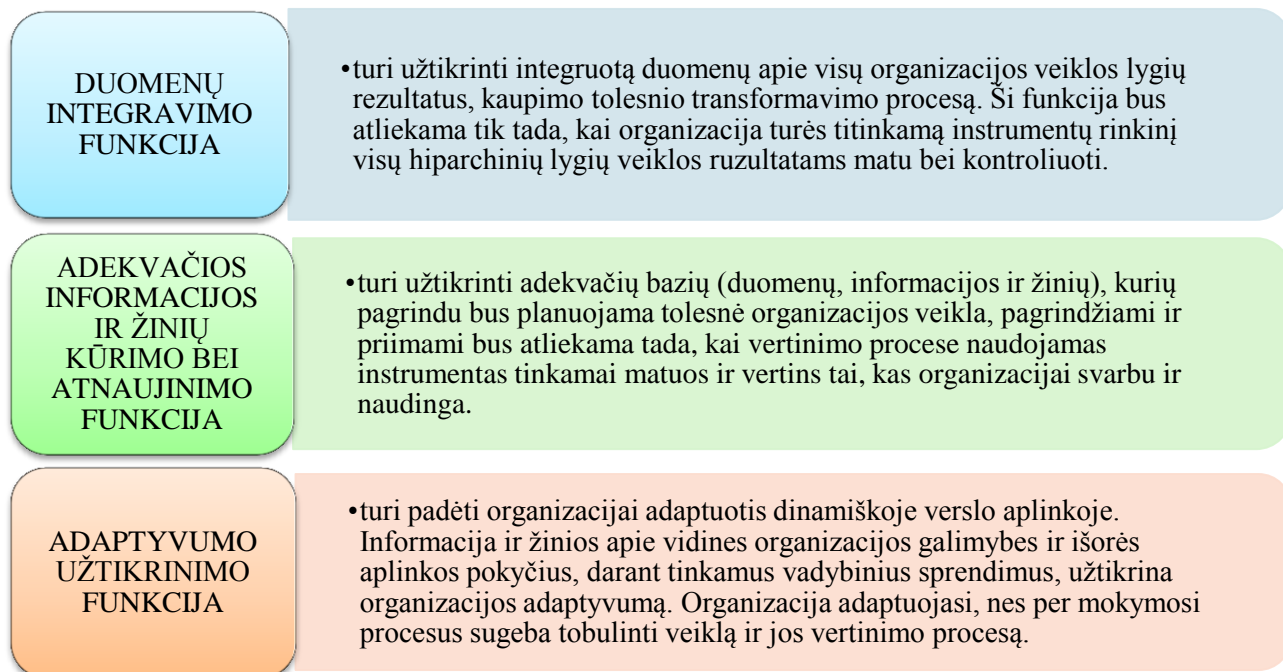 DUOMENŲ
INTEGRAVIMO
FUNKCIJA
•turi užtikrinti integruotą duomenų apie visų organizacijos veiklos lygių
rezultatus, kaupimo tolesnio transformavimo procesą. Ši funkcija bus
atliekama tik tada, kai organizacija turės titinkamą instrumentų rinkinį
visų hiparchinių lygių veiklos ruzultatams matu bei kontroliuoti.
ADEKVAČIOS
INFORMACIJOS
IR ŽINIŲ
KŪRIMO BEI
ATNAUJINIMO
FUNKCIJA
•turi užtikrinti adekvačių bazių (duomenų, informacijos ir žinių), kurių
pagrindu bus planuojama tolesnė organizacijos veikla, pagrindžiami ir
priimami bus atliekama tada, kai vertinimo procese naudojamas
instrumentas tinkamai matuos ir vertins tai, kas organizacijai svarbu ir
naudinga.
ADAPTYVUMO
UŽTIKRINIMO
FUNKCIJA
•turi padėti organizacijai adaptuotis dinamiškoje verslo aplinkoje.
Informacija ir žinios apie vidines organizacijos galimybes ir išorės
aplinkos pokyčius, darant tinkamus vadybinius sprendimus, užtikrina
organizacijos adaptyvumą. Organizacija adaptuojasi, nes per mokymosi
procesus sugeba tobulinti veiklą ir jos vertinimo procesą.